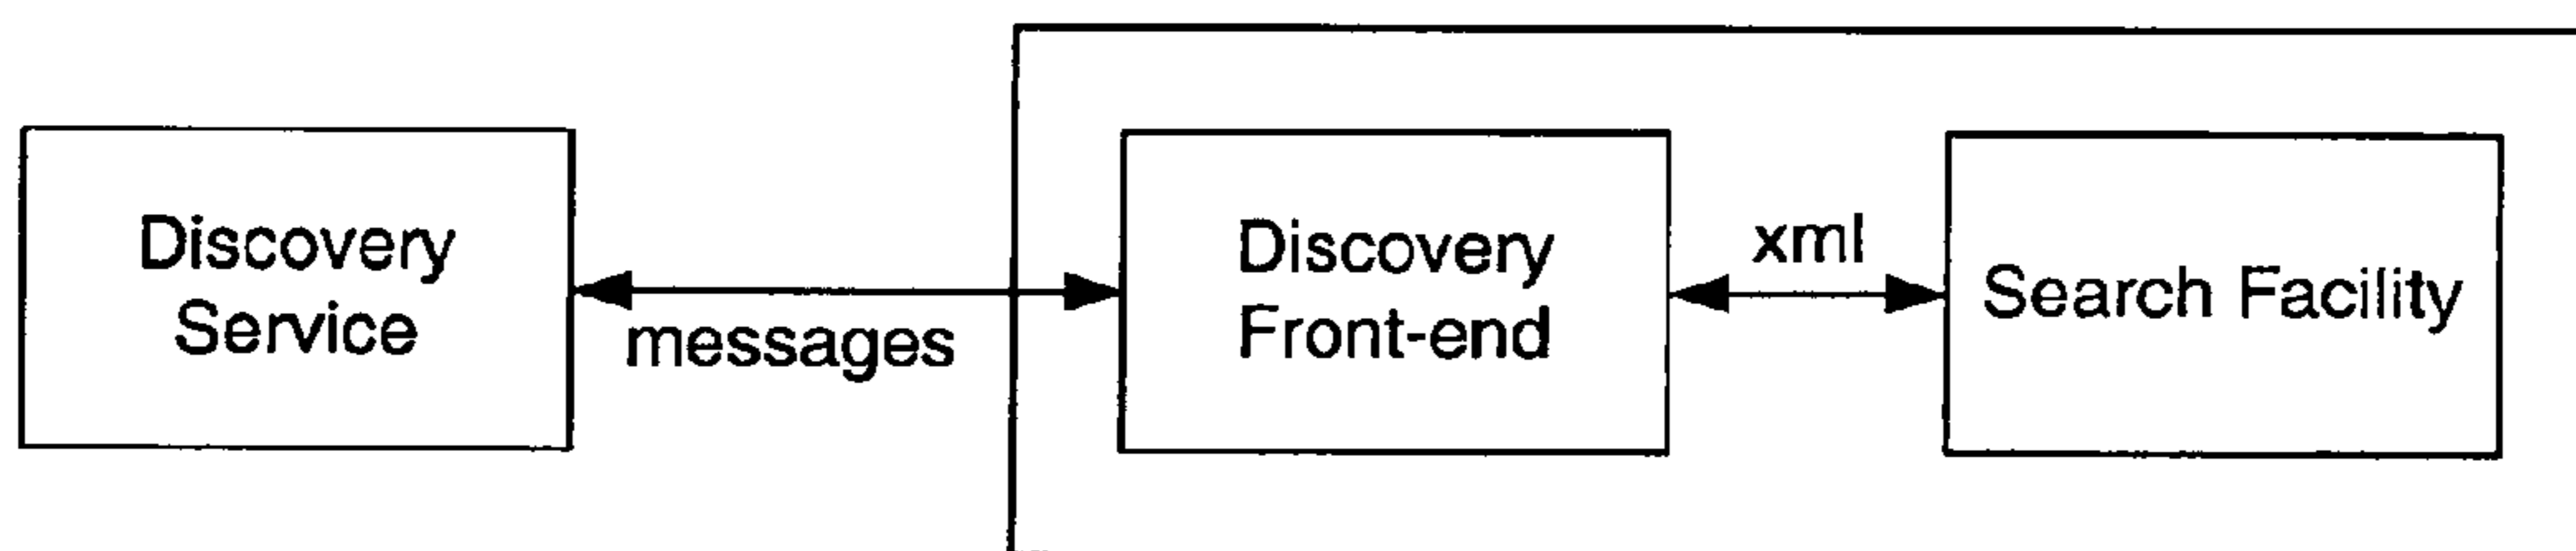 Discovery
Service
messages
Discovery
Front-end
xml
Search Facility